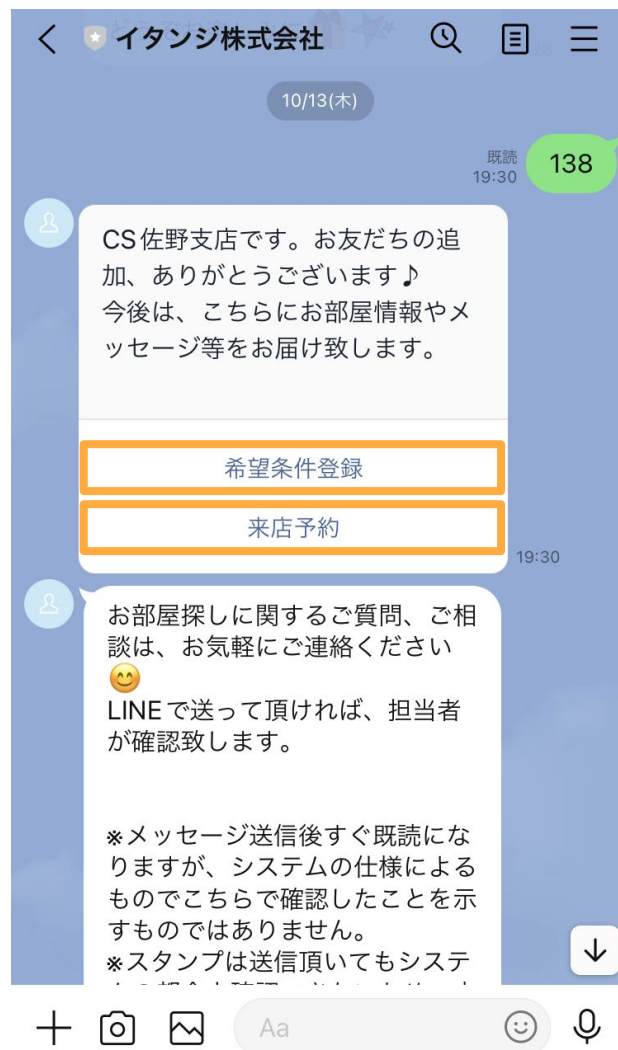 イタンジ株式会社
10/13(木)
既読
19:30
138
CS佐野支店です。お友だちの追
加、ありがとうございます♪
今後は、こちらにお部屋情報やメ
ッセージ等をお届け致します。
希望条件登録
来店予約
19:30
お部屋探しに関するご質問、ご相
談は、お気軽にご連絡ください
😊
LINEで送って頂ければ、担当者
が確認致します。
※メッセージ送信後すぐ既読にな
りますが、システムの仕様による
ものでこちらで確認したことを示
すものではありません。
※スタンプは送信頂いてもシステ
Aa